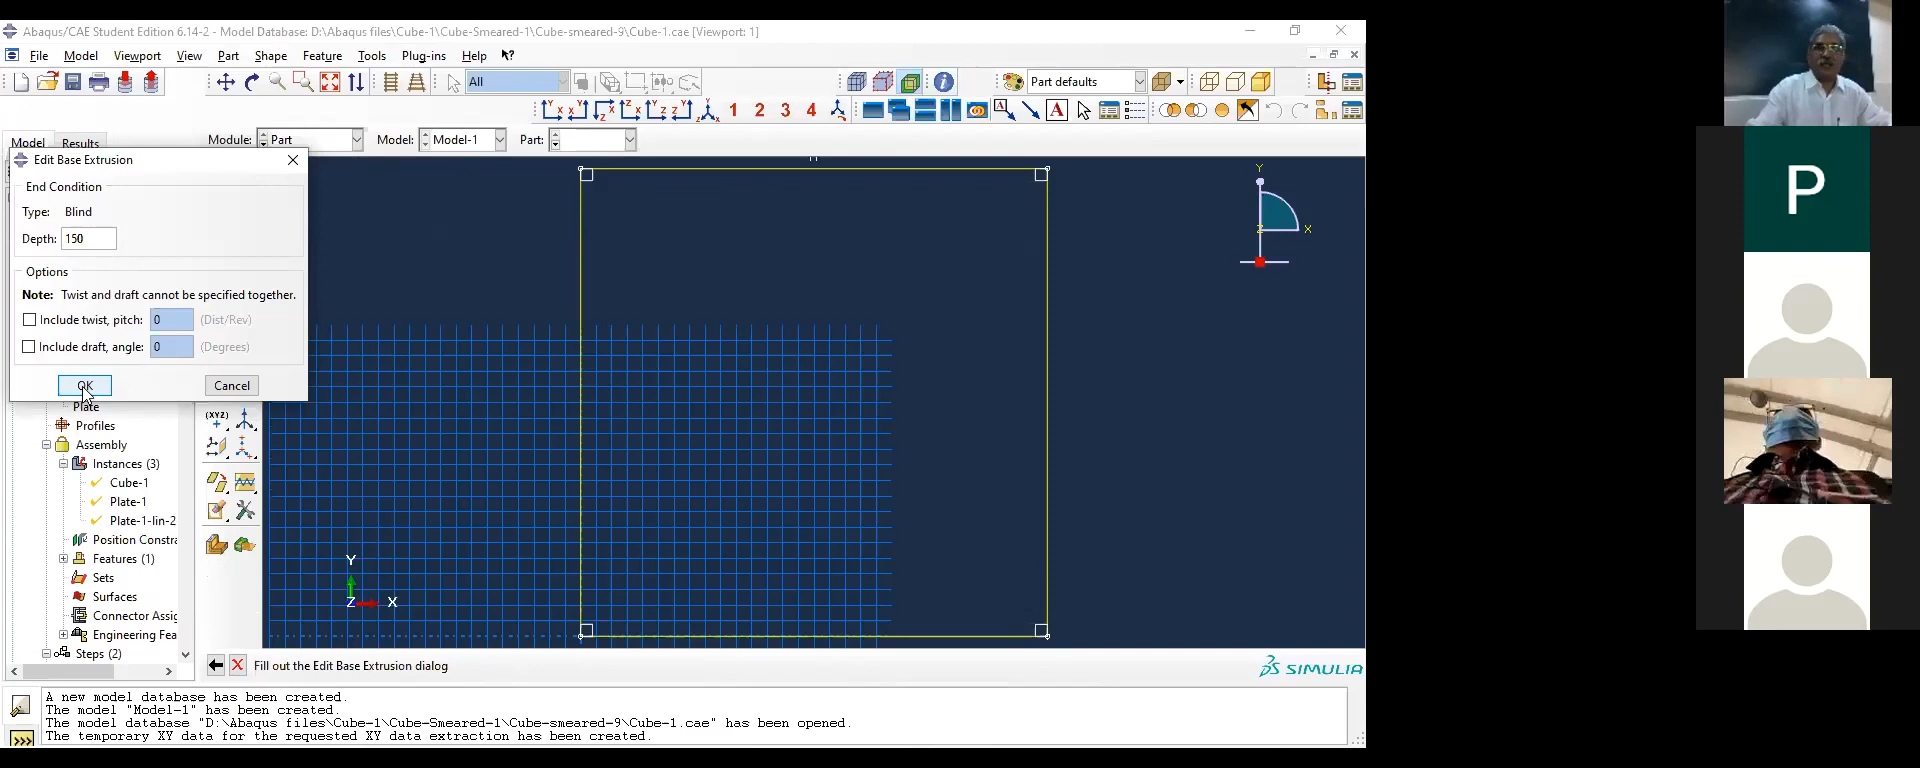 Abaqus/CAE Student Edition 6.14-2 - Model Database: D:\Abaqus files\Cube-1\Cube-Smeared-1\Cube-smeared-9\Cube-1.cae [Viewport: 1]
File Model Viewport View Part Shape Feature Tools Plug-ins Help
All
Part defaults
1 2 3 4
A
Model Results
Module: Part Model: Model-1 Part:
Edit Base Extrusion
End Condition
Type: Blind
Depth: 150
Options
Note: Twist and draft cannot be specified together.
Include twist, pitch: 0 (Dist/Rev)
Include draft, angle: 0 (Degrees)
OK Cancel
Plate
Profiles
Assembly
Instances (3)
Cube-1
Plate-1
Plate-1-lin-2
Position Constra
Features (1)
Sets
Surfaces
Connector Assig
Engineering Fea
Steps (2)
(XYZ)
Y
Z X
Y
Z X
P
Fill out the Edit Base Extrusion dialog
SIMULIA
A new model database has been created.
The model "Model-1" has been created.
The model database "D:\Abaqus files\Cube-1\Cube-Smeared-1\Cube-smeared-9\Cube-1.cae" has been opened.
The temporary XY data for the requested XY data extraction has been created.
>>>